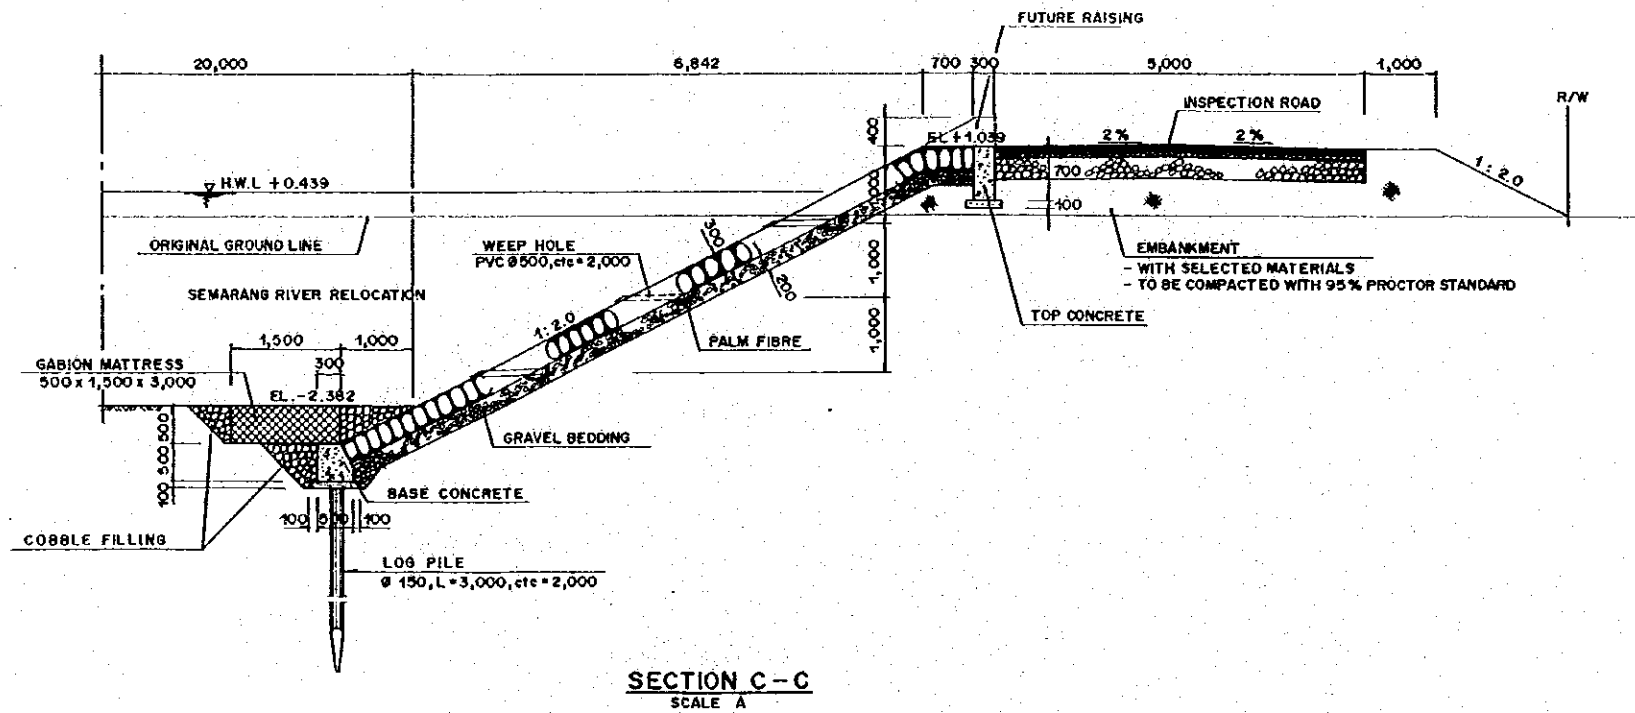 FUTURE RAISING
20,000
6,842
700
300
5,000
1,000
R/W
INSPECTION ROAD
400
EL +1.039
2%
2%
1:2.0
H.W.L +0.439
700
100
ORIGINAL GROUND LINE
WEEP HOLE
PVC Ø500, ctc=2,000
300
1,000
200
EMBANKMENT
- WITH SELECTED MATERIALS
- TO BE COMPACTED WITH 95% PROCTOR STANDARD
SEMARANG RIVER RELOCATION
1:2.0
TOP CONCRETE
PALM FIBRE
1,000
1,500
1,000
GABION MATTRESS
500 x 1,500 x 3,000
300
EL.-2.382
500
500
100
GRAVEL BEDDING
BASE CONCRETE
100
500
100
COBBLE FILLING
LOG PILE
Ø 150, L=3,000, ctc=2,000
SECTION C-C
SCALE A